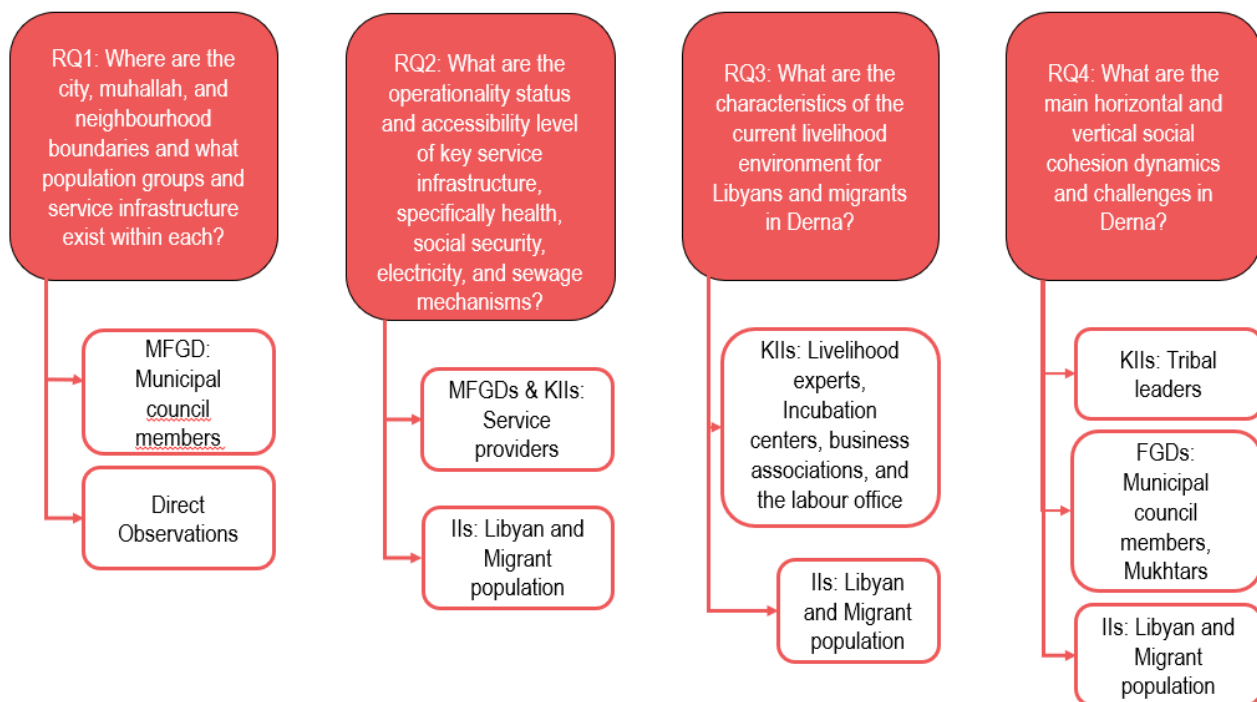 RQ1: Where are the
city, muhallah, and
neighbourhood
boundaries and what
population groups and
service infrastructure
exist within each?
MFGD:
Municipal
council
members
Direct
Observations
RQ2: What are the
operationality status
and accessibility level
of key service
infrastructure,
specifically health,
social security,
electricity, and sewage
mechanisms?
MFGDs & KIIs:
Service
providers
IIs: Libyan and
Migrant
population
RQ3: What are the
characteristics of the
current livelihood
environment for
Libyans and migrants
in Derna?
KIIs: Livelihood
experts,
Incubation
centers, business
associations, and
the labour office
IIs: Libyan
and Migrant
population
RQ4: What are the
main horizontal and
vertical social
cohesion dynamics
and challenges in
Derna?
KIIs: Tribal
leaders
FGDs:
Municipal
council
members,
Mukhtars
IIs: Libyan and
Migrant
population